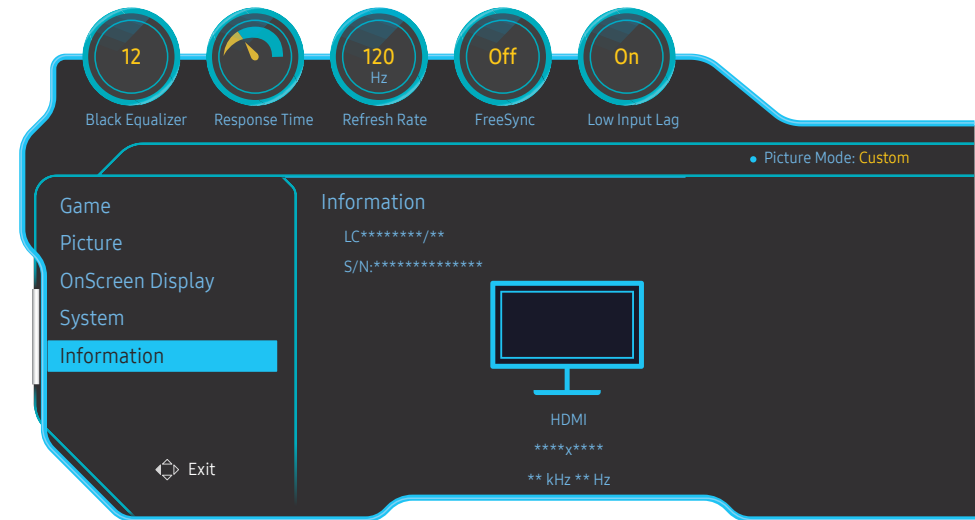 12
120
Hz
Off
On
Black Equalizer
Response Time
Refresh Rate
FreeSync
Low Input Lag
• Picture Mode: Custom
Game
Picture
OnScreen Display
System
Information
Exit
Information
LC********/**
S/N:**************
HDMI
****x****
** kHz ** Hz